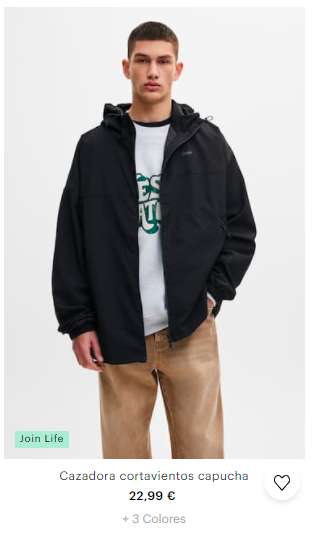 Join Life
Cazadora cortavientos capucha
22,99 €
+ 3 Colores